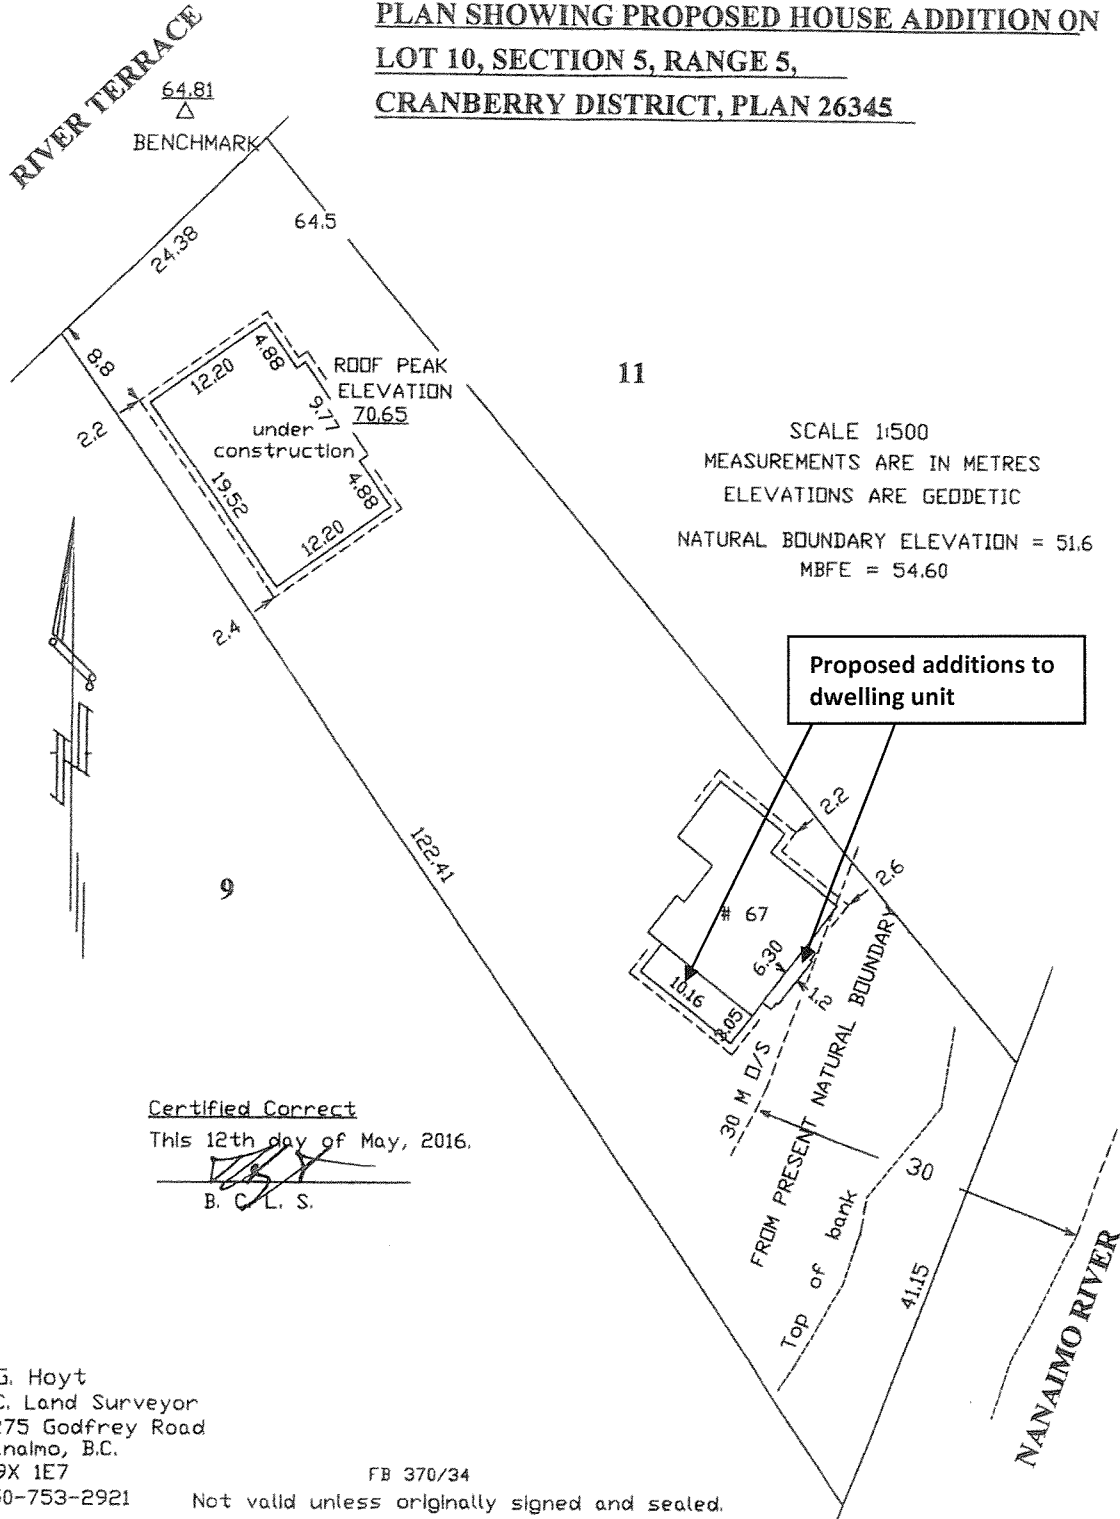 PLAN SHOWING PROPOSED HOUSE ADDITION ON
LOT 10, SECTION 5, RANGE 5,
CRANBERRY DISTRICT, PLAN 26345
RIVER TERRACE
64.81
BENCHMARK
64.5
24.38
8.8
12.20
4.88
ROOF PEAK
ELEVATION
70.65
11
9.77
under
construction
2.2
19.52
4.88
12.20
2.4
SCALE 1:500
MEASUREMENTS ARE IN METRES
ELEVATIONS ARE GEODETIC
NATURAL BOUNDARY ELEVATION = 51.6
MBFE = 54.60
Proposed additions to
dwelling unit
2.2
122.41
2.6
9
# 67
6.30
10.16
1.2
3.05
30 M O/S
FROM PRESENT NATURAL BOUNDARY
30
Top of bank
41.15
NANAIMO RIVER
Certified Correct
This 12th day of May, 2016.
B. C. L. S.
G. Hoyt
C. Land Surveyor
275 Godfrey Road
naimo, B.C.
9X 1E7
50-753-2921
FB 370/34
Not valid unless originally signed and sealed.